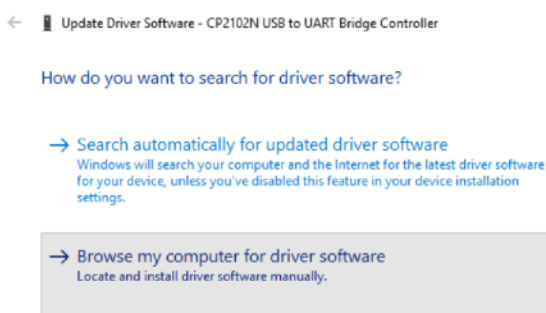 Update Driver Software - CP2102N USB to UART Bridge Controller
How do you want to search for driver software?
Search automatically for updated driver software
Windows will search your computer and the Internet for the latest driver software
for your device, unless you've disabled this feature in your device installation
settings.
Browse my computer for driver software
Locate and install driver software manually.